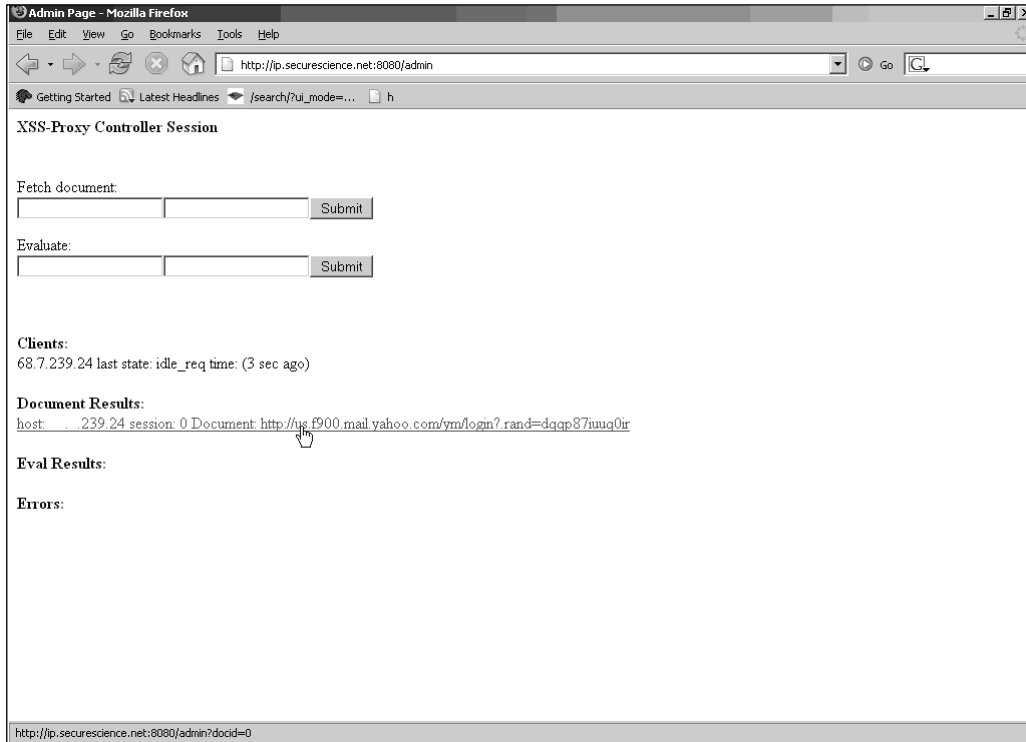 Admin Page - Mozilla Firefox
File Edit View Go Bookmarks Tools Help
http://ip.securescience.net:8080/admin
Go
G
Getting Started Latest Headlines /search/?ui_mode=... h
XSS-Proxy Controller Session
Fetch document:
Submit
Evaluate:
Submit
Clients:
68.7.239.24 last state: idle_req time: (3 sec ago)
Document Results:
host: . .239.24 session: 0 Document: http://us.f900.mail.yahoo.com/ym/login?.rand=dqqp87iuuq0ir
Eval Results:
Errors:
http://ip.securescience.net:8080/admin?docid=0